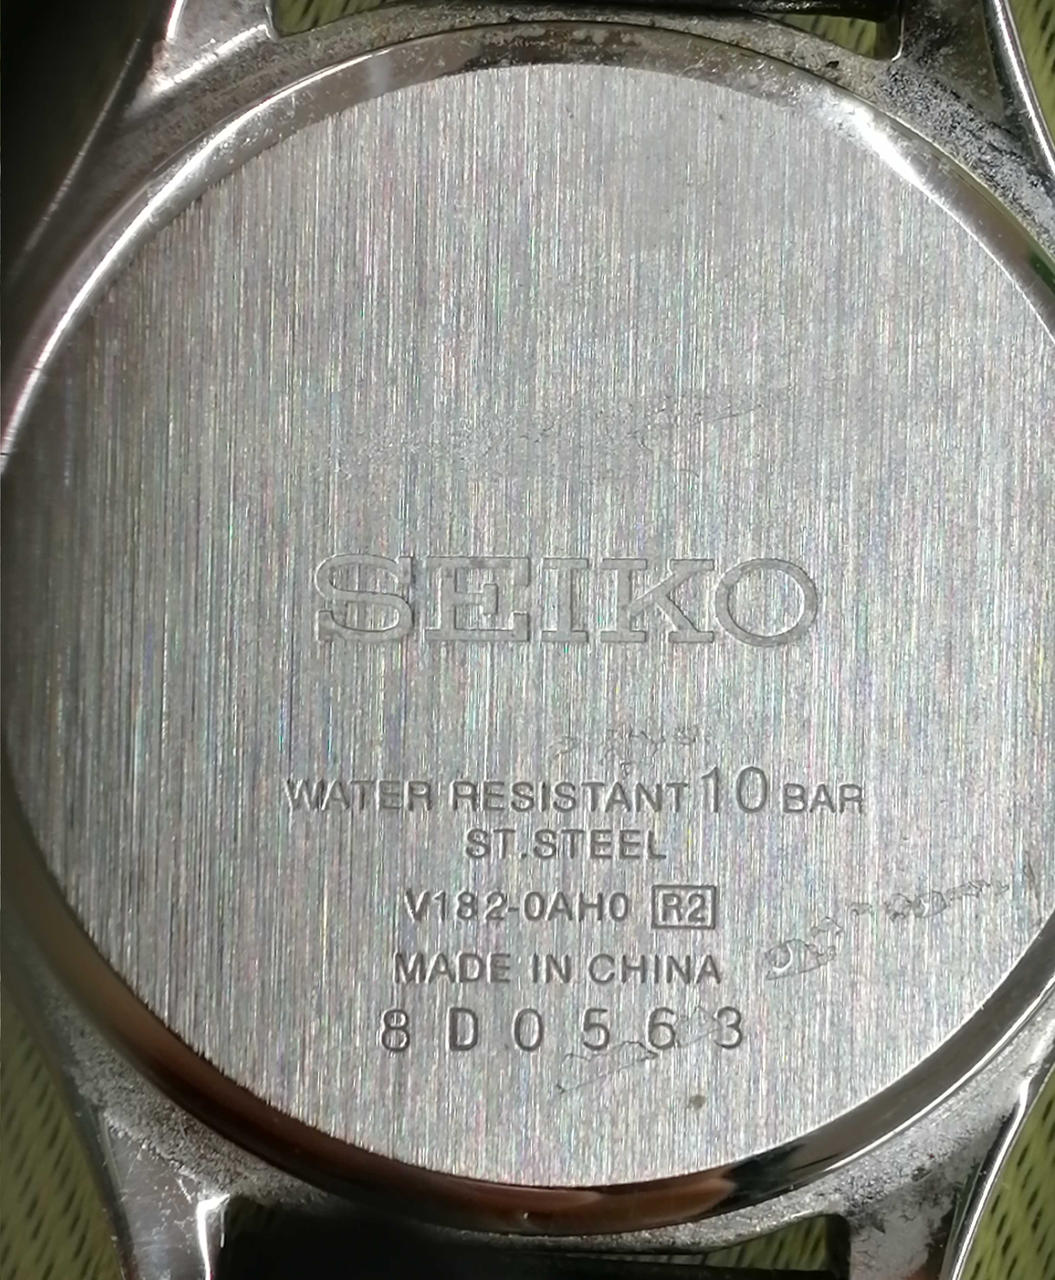 SEIKO
WATER RESISTANT 10 BAR
ST.STEEL
V182-0AH0 R2
MADE IN CHINA
8D0563